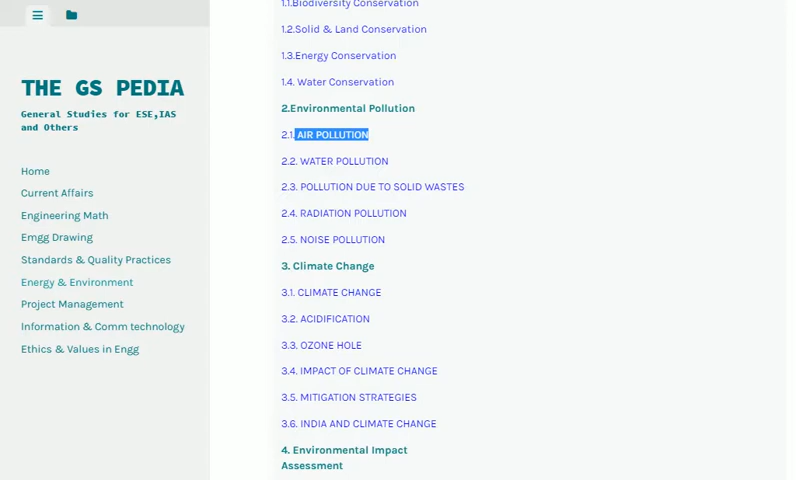 THE GS PEDIA
General Studies for ESE,IAS
and Others
Home
Current Affairs
Engineering Math
Emgg Drawing
Standards & Quality Practices
Energy & Environment
Project Management
Information & Comm technology
Ethics & Values in Engg
1.1.Biodiversity Conservation
1.2.Solid & Land Conservation
1.3.Energy Conservation
1.4. Water Conservation
2.Environmental Pollution
2.1. AIR POLLUTION
2.2. WATER POLLUTION
2.3. POLLUTION DUE TO SOLID WASTES
2.4. RADIATION POLLUTION
2.5. NOISE POLLUTION
3. Climate Change
3.1. CLIMATE CHANGE
3.2. ACIDIFICATION
3.3. OZONE HOLE
3.4. IMPACT OF CLIMATE CHANGE
3.5. MITIGATION STRATEGIES
3.6. INDIA AND CLIMATE CHANGE
4. Environmental Impact
Assessment